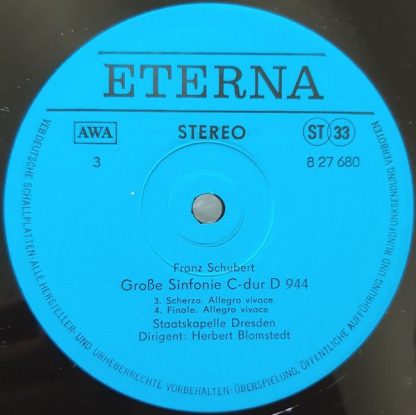 ETERNA
AWA
STEREO
ST 33
3
8 27 680
Franz Schubert
Große Sinfonie C-dur D 944
3. Scherzo. Allegro vivace
4. Finale. Allegro vivace
Staatskapelle Dresden
Dirigent: Herbert Blomstedt
VEB DEUTSCHE SCHALLPLATTEN · ALLE HERSTELLER- UND URHEBERRECHTE VORBEHALTEN · ÜBERSPIELUNG, ÖFFENTLICHE AUFFÜHRUNG UND RUNDFUNKSENDUNG VERBOTEN